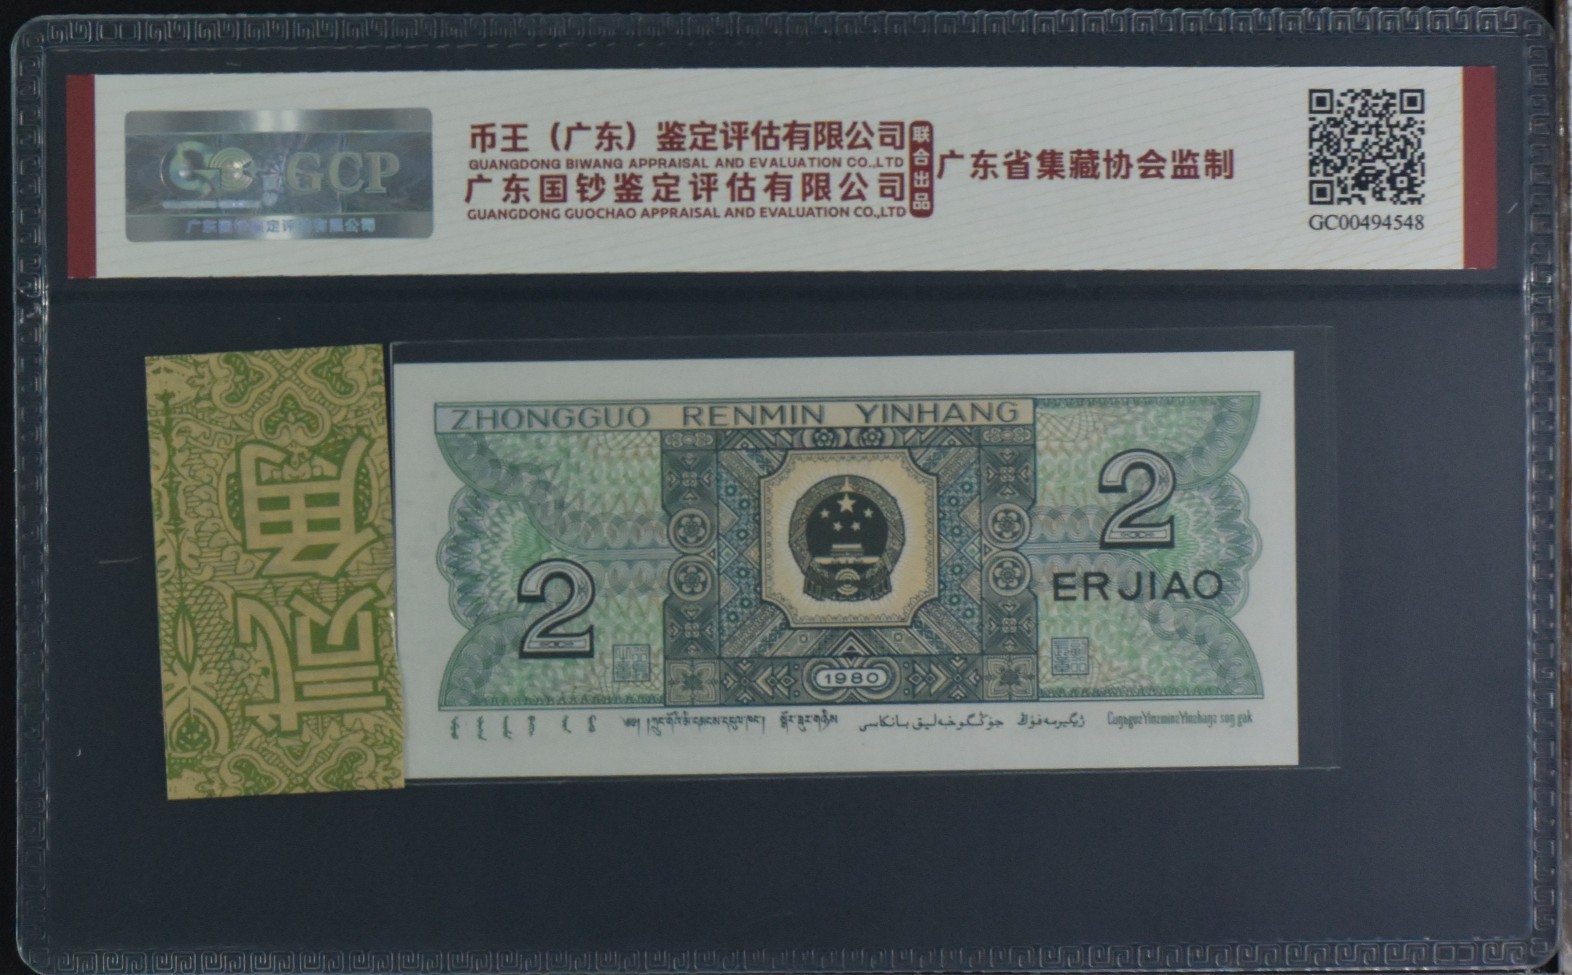 GCP
币王（广东）鉴定评估有限公司
GUANGDONG BIWANG APPRAISAL AND EVALUATION CO.,LTD
广东国钞鉴定评估有限公司
GUANGDONG GUOCHAO APPRAISAL AND EVALUATION CO.,LTD
联合出品
广东省集藏协会监制
GC00494548
ZHONGGUO RENMIN YINHANG
2
2
ERJIAO
1980